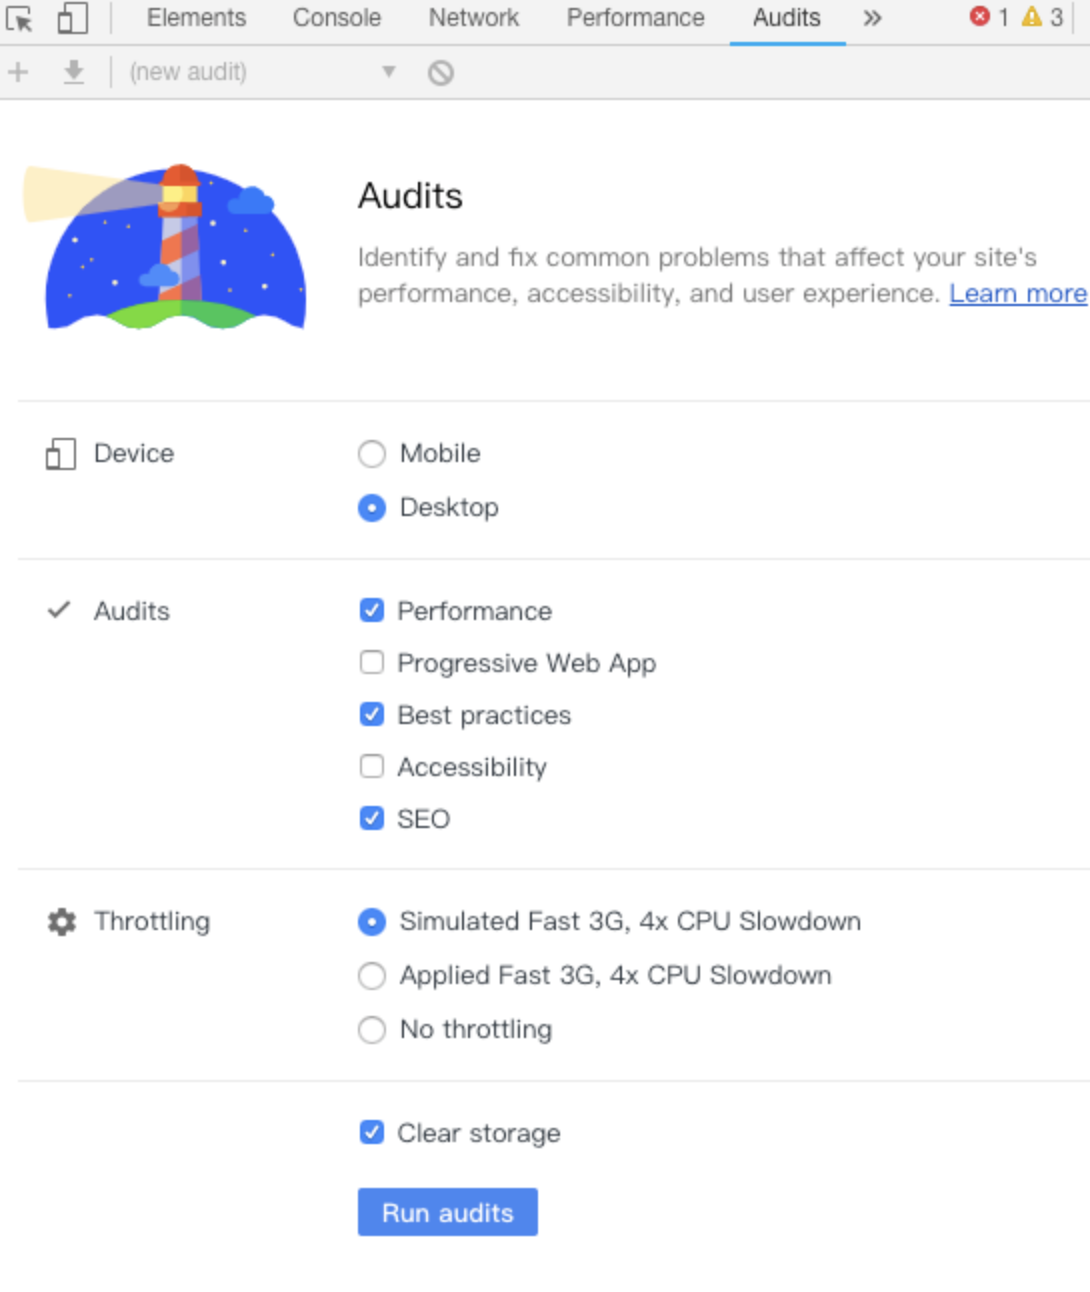 Elements Console Network Performance Audits » 1 3
(new audit)
Audits
Identify and fix common problems that affect your site's
performance, accessibility, and user experience. Learn more
Device
Mobile
Desktop
Audits
Performance
Progressive Web App
Best practices
Accessibility
SEO
Throttling
Simulated Fast 3G, 4x CPU Slowdown
Applied Fast 3G, 4x CPU Slowdown
No throttling
Clear storage
Run audits